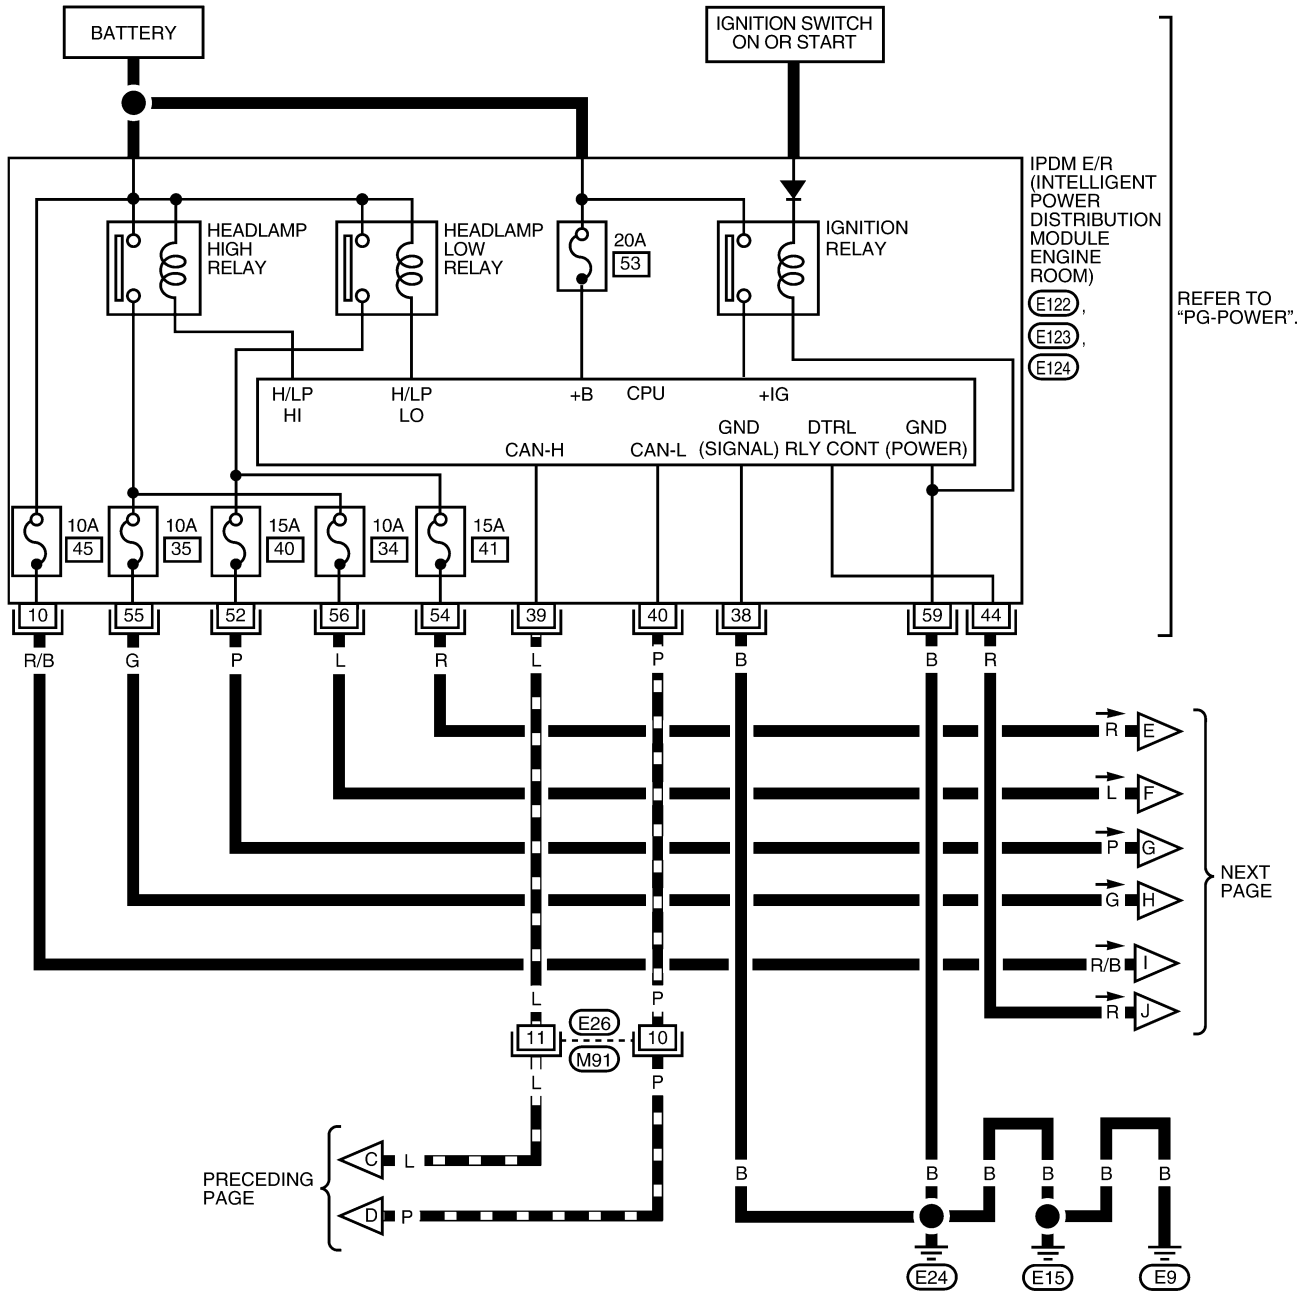 BATTERY
IGNITION SWITCH
ON OR START
IPDM E/R
(INTELLIGENT
POWER
DISTRIBUTION
MODULE
ENGINE
ROOM)
E122 ,
E123 ,
E124
REFER TO
“PG-POWER”.
HEADLAMP
HIGH
RELAY
HEADLAMP
LOW
RELAY
20A
53
IGNITION
RELAY
H/LP
HI
H/LP
LO
+B
CPU
+IG
CAN-H
CAN-L
GND
(SIGNAL)
DTRL
RLY CONT
GND
(POWER)
10A
45
10A
35
15A
40
10A
34
15A
41
10
55
52
56
54
39
40
38
59
44
R/B
G
P
L
R
L
P
B
B
R
R
E
L
F
P
G
G
H
R/B
I
R
J
NEXT
PAGE
L
P
11
E26
M91
10
L
P
PRECEDING
PAGE
C
L
D
P
B
B
B
B
B
B
E24
E15
E9